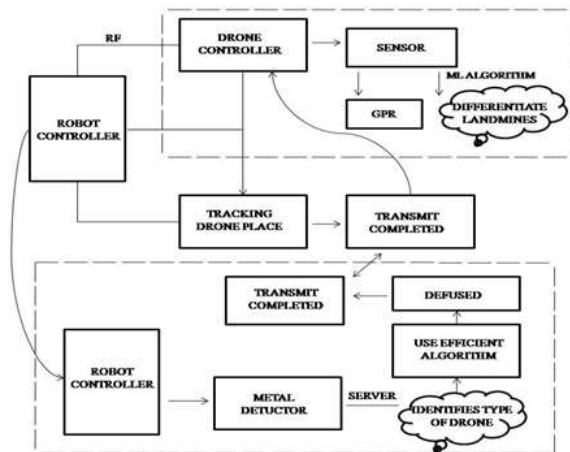 RF
DRONE
CONTROLLER
SENSOR
ML ALGORITHM
GPR
DIFFERENTIATE
LANDMINES
ROBOT
CONTROLLER
TRACKING
DRONE PLACE
TRANSMIT
COMPLETED
TRANSMIT
COMPLETED
DEFUSED
USE EFFICIENT
ALGORITHM
ROBOT
CONTROLLER
METAL
DETUCTOR
SERVER
IDENTIFIES TYPE
OF DRONE